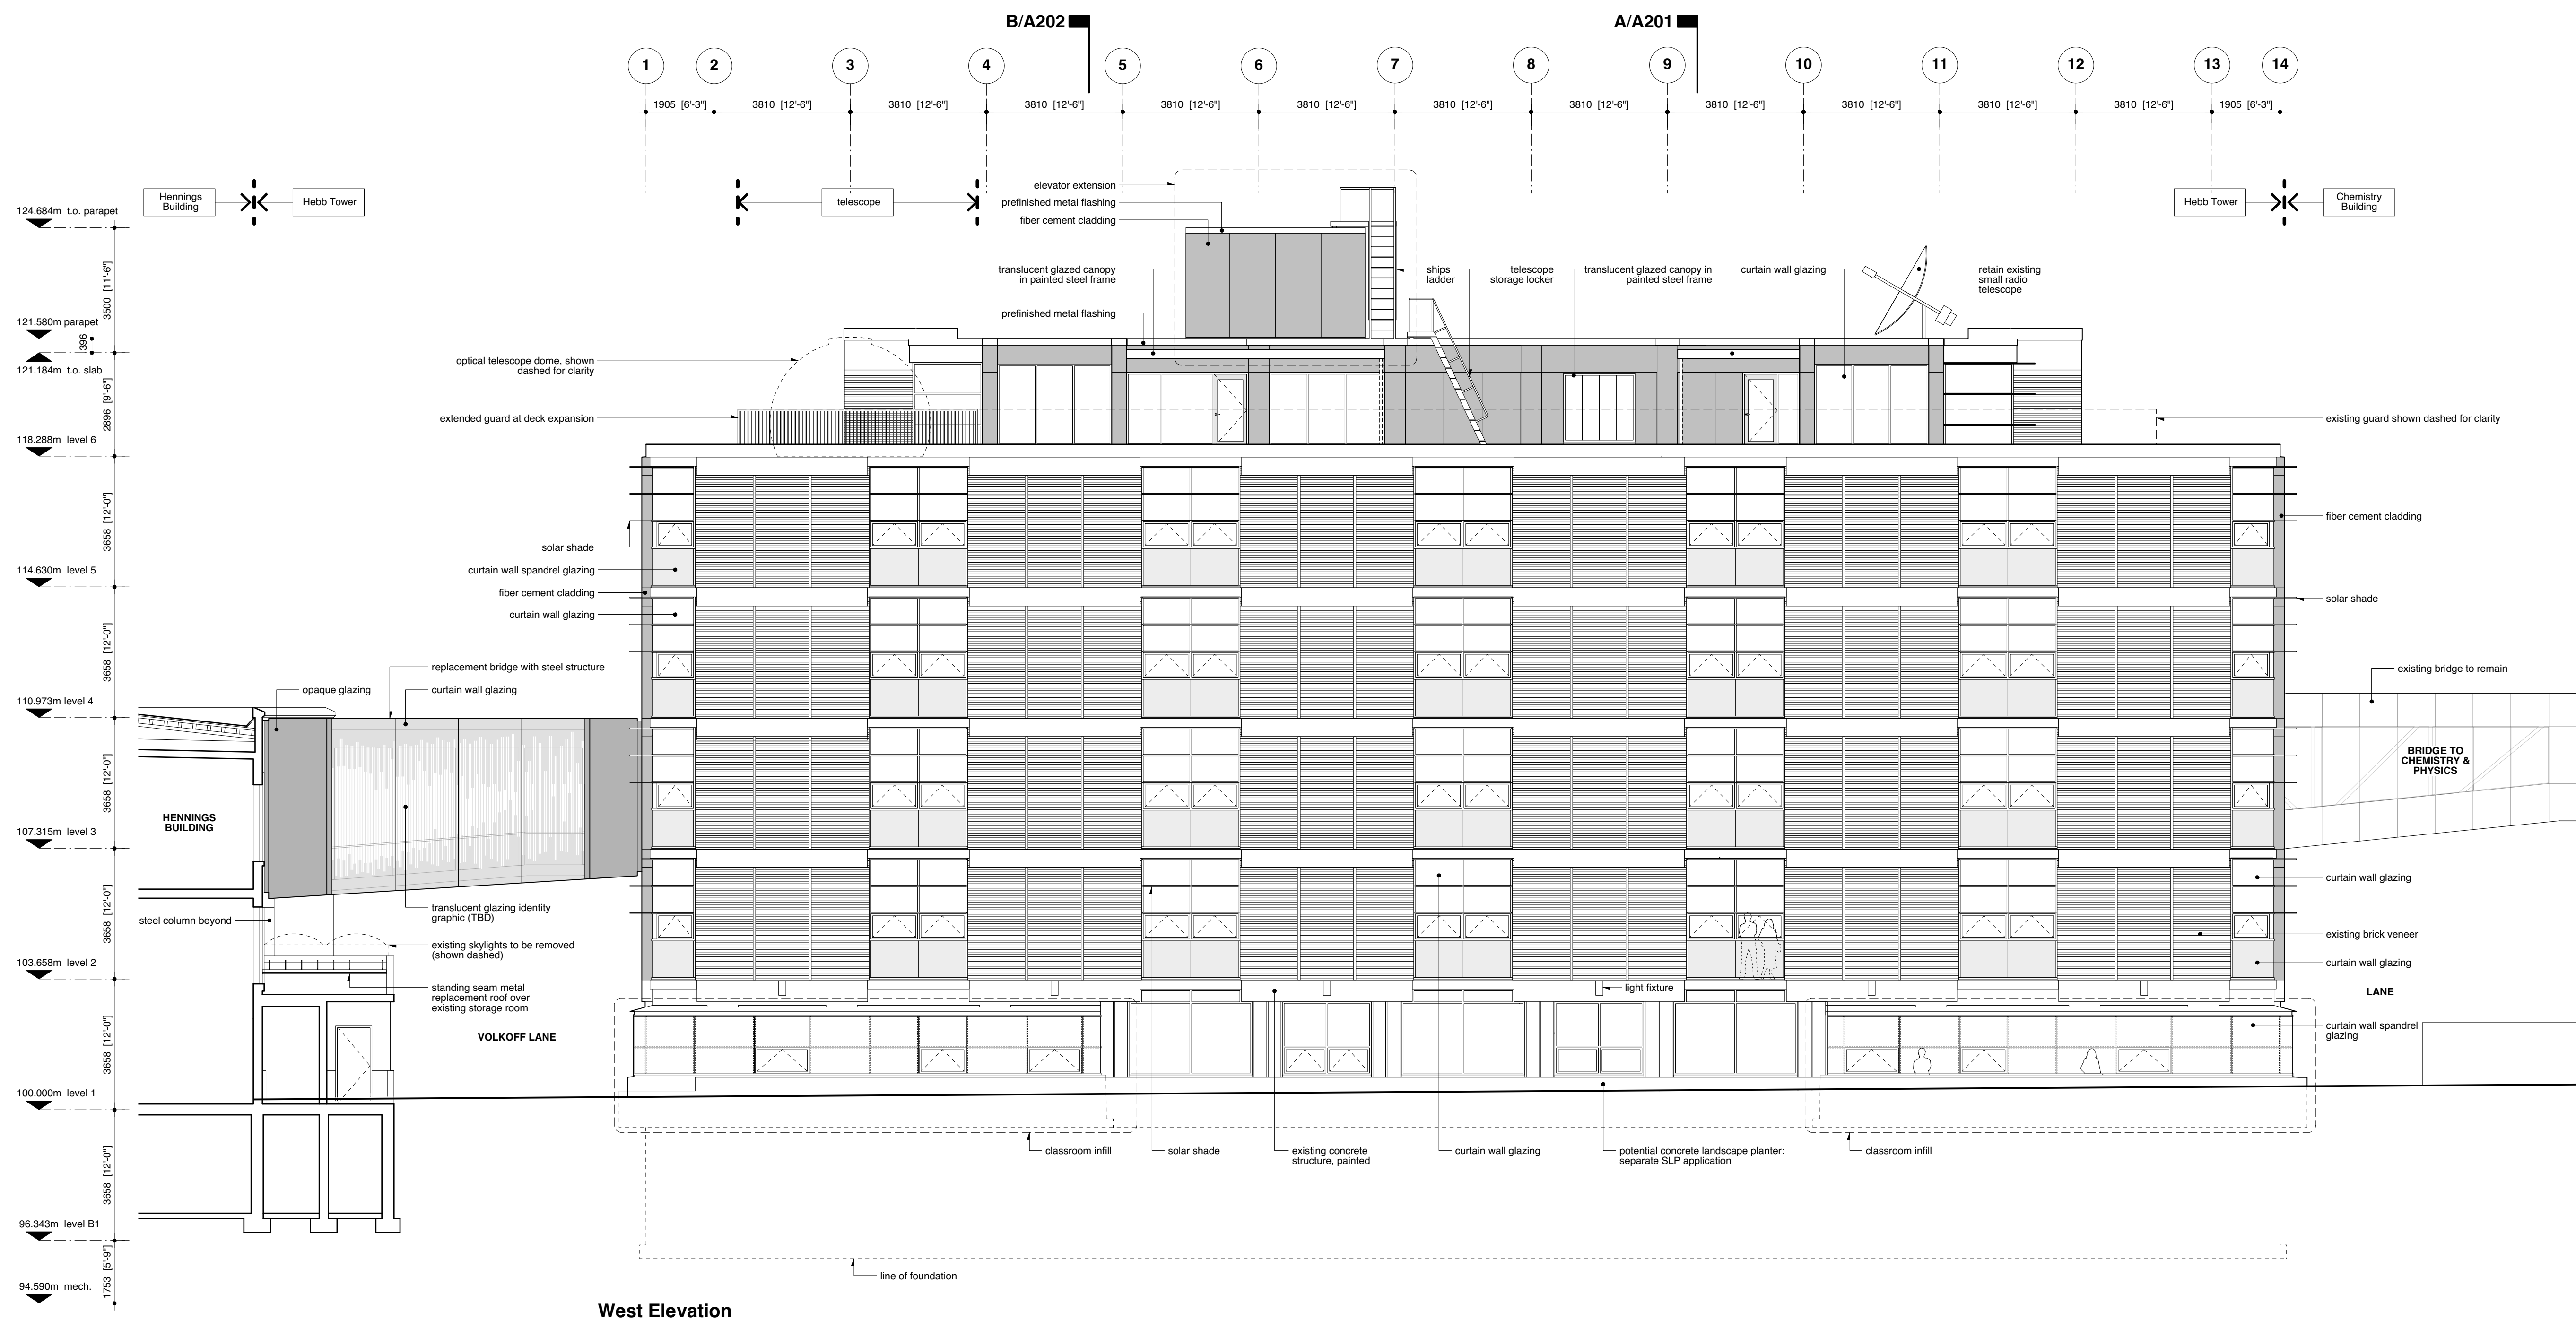 B/A202
A/A201
1
2
3
4
5
6
7
8
9
10
11
12
13
14
1905 [6'-3"]
3810 [12'-6"]
3810 [12'-6"]
3810 [12'-6"]
3810 [12'-6"]
3810 [12'-6"]
3810 [12'-6"]
3810 [12'-6"]
3810 [12'-6"]
3810 [12'-6"]
3810 [12'-6"]
3810 [12'-6"]
1905 [6'-3"]
Hennings
Building
Hebb Tower
telescope
Hebb Tower
Chemistry
Building
elevator extension
prefinished metal flashing
fiber cement cladding
translucent glazed canopy
in painted steel frame
prefinished metal flashing
ships
ladder
telescope
storage locker
translucent glazed canopy in
painted steel frame
curtain wall glazing
retain existing
small radio
telescope
124.684m t.o. parapet
3500 [11'-6"]
121.580m parapet
396
121.184m t.o. slab
2896 [9'-6"]
118.288m level 6
3658 [12'-0"]
114.630m level 5
3658 [12'-0"]
110.973m level 4
3658 [12'-0"]
107.315m level 3
3658 [12'-0"]
103.658m level 2
3658 [12'-0"]
100.000m level 1
3658 [12'-0"]
96.343m level B1
1753 [5'-9"]
94.590m mech.
optical telescope dome, shown
dashed for clarity
extended guard at deck expansion
existing guard shown dashed for clarity
solar shade
curtain wall spandrel glazing
fiber cement cladding
curtain wall glazing
fiber cement cladding
solar shade
replacement bridge with steel structure
opaque glazing
curtain wall glazing
existing bridge to remain
BRIDGE TO
CHEMISTRY &
PHYSICS
HENNINGS
BUILDING
steel column beyond
translucent glazing identity
graphic (TBD)
existing skylights to be removed
(shown dashed)
standing seam metal
replacement roof over
existing storage room
VOLKOFF LANE
curtain wall glazing
existing brick veneer
curtain wall glazing
light fixture
LANE
curtain wall spandrel
glazing
classroom infill
solar shade
existing concrete
structure, painted
curtain wall glazing
potential concrete landscape planter:
separate SLP application
classroom infill
line of foundation
West Elevation